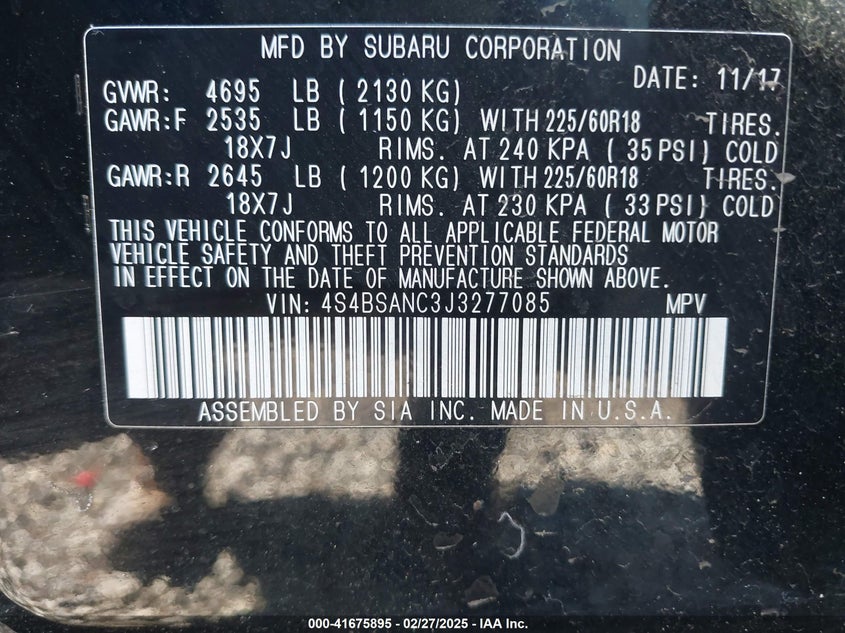 MFD BY SUBARU CORPORATION
DATE: 11/17
GVWR: 4695 LB ( 2130 KG)
GAWR:F 2535 LB ( 1150 KG) WITH 225/60R18 TIRES.
18X7J RIMS. AT 240 KPA ( 35 PSI) COLD
GAWR:R 2645 LB ( 1200 KG) WITH 225/60R18 TIRES.
18X7J RIMS. AT 230 KPA ( 33 PSI) COLD
THIS VEHICLE CONFORMS TO ALL APPLICABLE FEDERAL MOTOR
VEHICLE SAFETY AND THEFT PREVENTION STANDARDS
IN EFFECT ON THE DATE OF MANUFACTURE SHOWN ABOVE.
VIN: 4S4BSANC3J3277085 MPV
ASSEMBLED BY SIA INC. MADE IN U.S.A.
000-41675895 - 02/27/2025 - IAA Inc.